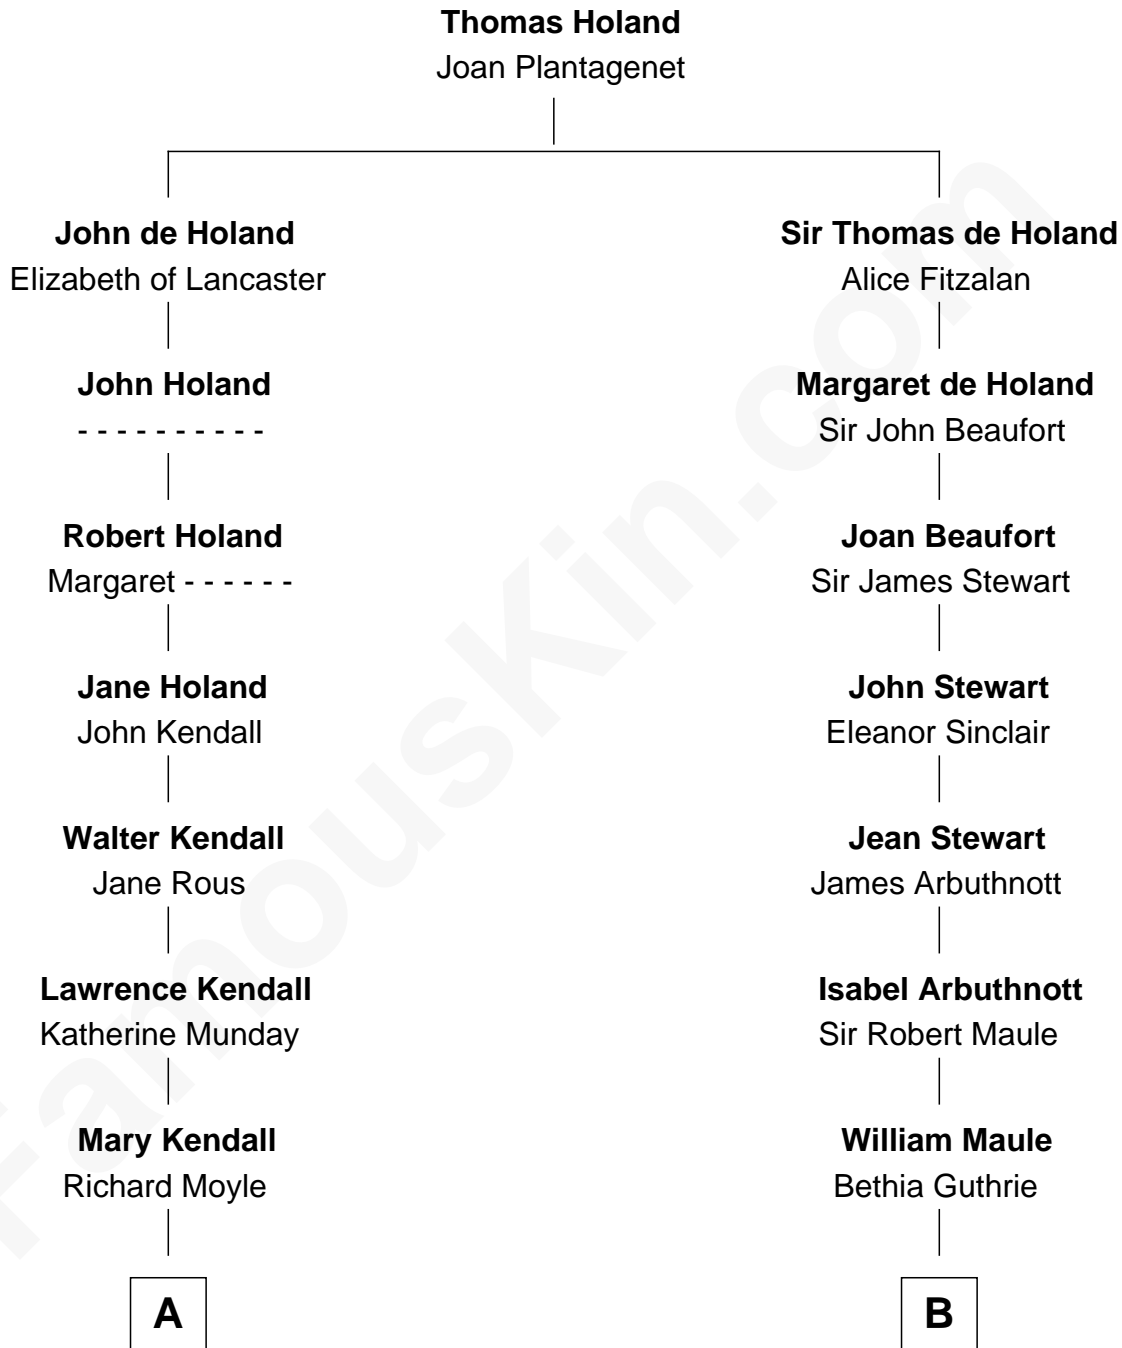 Thomas Holand
Joan Plantagenet
John de Holand
Elizabeth of Lancaster
Sir Thomas de Holand
Alice Fitzalan
John Holand
- - - - - - - - - -
Margaret de Holand
Sir John Beaufort
Robert Holand
Margaret - - - - - -
Joan Beaufort
Sir James Stewart
Jane Holand
John Kendall
John Stewart
Eleanor Sinclair
Walter Kendall
Jane Rous
Jean Stewart
James Arbuthnott
Lawrence Kendall
Katherine Munday
Isabel Arbuthnott
Sir Robert Maule
Mary Kendall
Richard Moyle
William Maule
Bethia Guthrie
A
B
FamousKin.com